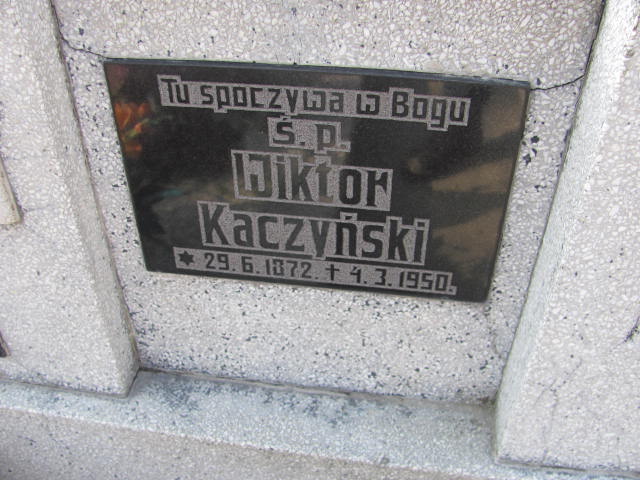 Tu spoczywa w Bogu
Ś. p.
Wiktor
Kaczyński
* 29. 6. 1872. † 4. 3. 1950.